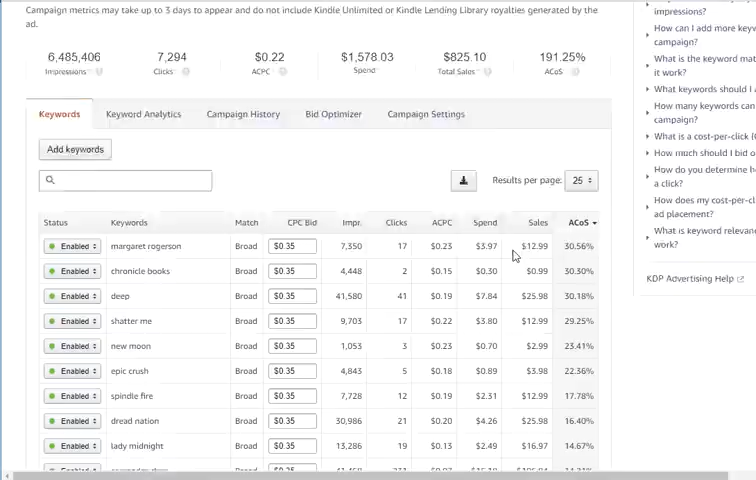 Campaign metrics may take up to 3 days to appear and do not include Kindle Unlimited or Kindle Lending Library royalties generated by the
ad.
6,485,406 7,294 $0.22 $1,578.03 $825.10 191.25%
Impressions Clicks ACPC Spend Total Sales ACoS
Keywords Keyword Analytics Campaign History Bid Optimizer Campaign Settings
Add keywords
Results per page: 25
Status Keywords Match CPC Bid Impr. Clicks ACPC Spend Sales ACoS
Enabled margaret rogerson Broad $0.35 7,350 17 $0.23 $3.97 $12.99 30.56%
Enabled chronicle books Broad $0.35 4,448 2 $0.15 $0.30 $0.99 30.30%
Enabled deep Broad $0.35 41,580 41 $0.19 $7.84 $25.98 30.18%
Enabled shatter me Broad $0.35 9,703 17 $0.22 $3.80 $12.99 29.25%
Enabled new moon Broad $0.35 1,053 3 $0.23 $0.70 $2.99 23.41%
Enabled epic crush Broad $0.35 4,843 5 $0.18 $0.89 $3.98 22.36%
Enabled spindle fire Broad $0.35 7,728 12 $0.19 $2.31 $12.99 17.78%
Enabled dread nation Broad $0.35 30,986 21 $0.20 $4.26 $25.98 16.40%
Enabled lady midnight Broad $0.35 13,286 19 $0.13 $2.49 $16.97 14.67%
impressions?
How can I add more keyw
campaign?
What is the keyword mat
it work?
What keywords should I a
How many keywords can
campaign?
What is a cost-per-click (C
How much should I bid o
How do you determine h
a click?
How does my cost-per-cl
ad placement?
What is keyword relevan
work?
KDP Advertising Help